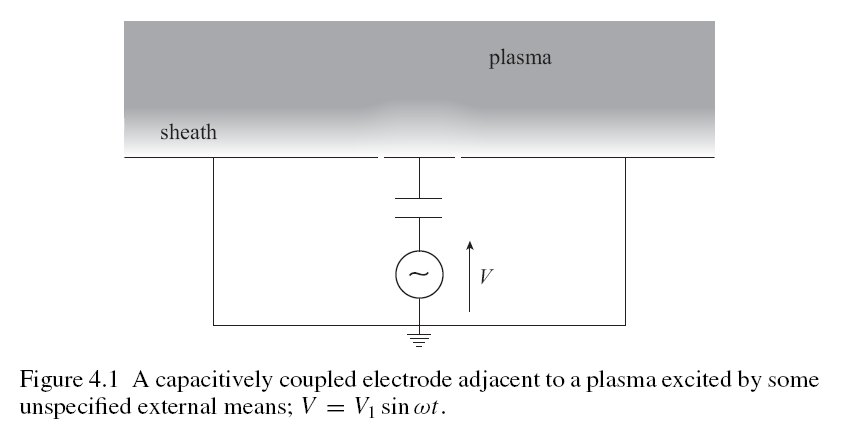 plasma
sheath
~
V
Figure 4.1 A capacitively coupled electrode adjacent to a plasma excited by some
unspecified external means; V = V₁ sin ωt.